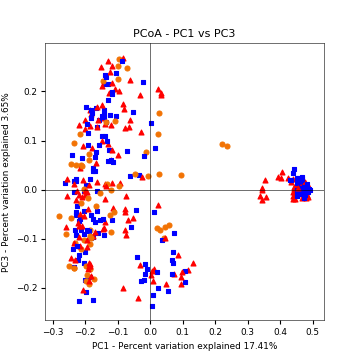 PCoA - PC1 vs PC3
PC3 - Percent variation explained 3.65%
0.2
0.1
0.0
−0.1
−0.2
−0.3 −0.2 −0.1 0.0 0.1 0.2 0.3 0.4 0.5
PC1 - Percent variation explained 17.41%